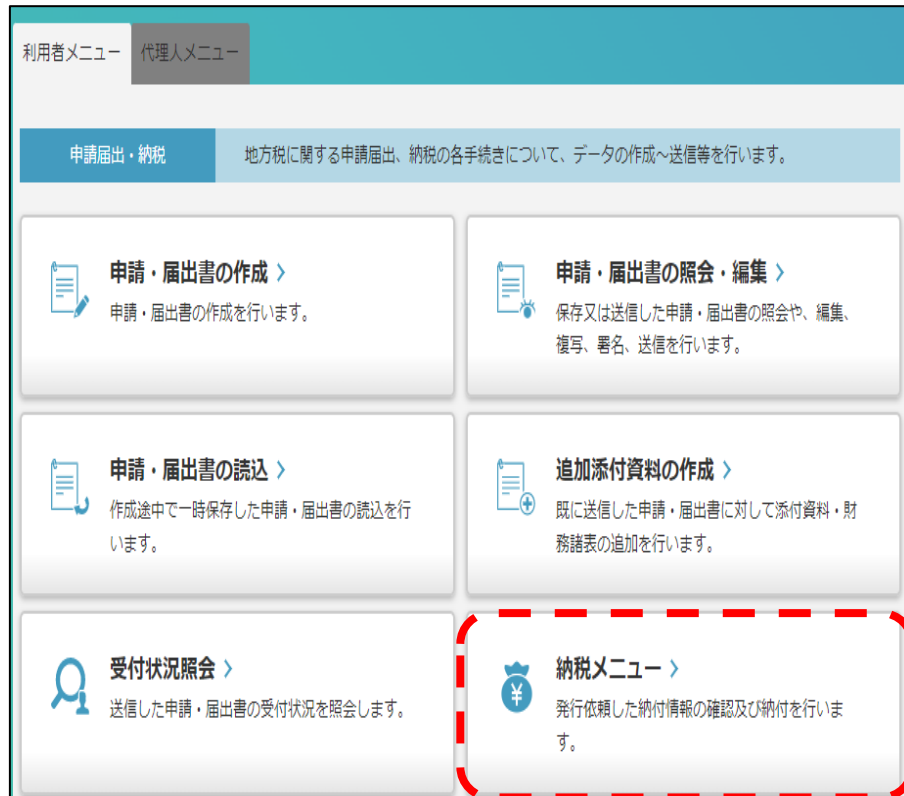 利用者メニュー
代理人メニュー
申請届出・納税
地方税に関する申請届出、納税の各手続きについて、データの作成～送信等を行います。
申請・届出書の作成 >
申請・届出書の作成を行います。
申請・届出書の照会・編集 >
保存又は送信した申請・届出書の照会や、編集、
複写、署名、送信を行います。
申請・届出書の読込 >
作成途中で一時保存した申請・届出書の読込を行
います。
追加添付資料の作成 >
既に送信した申請・届出書に対して添付資料・財
務諸表の追加を行います。
受付状況照会 >
送信した申請・届出書の受付状況を照会します。
納税メニュー >
発行依頼した納付情報の確認及び納付を行いま
す。